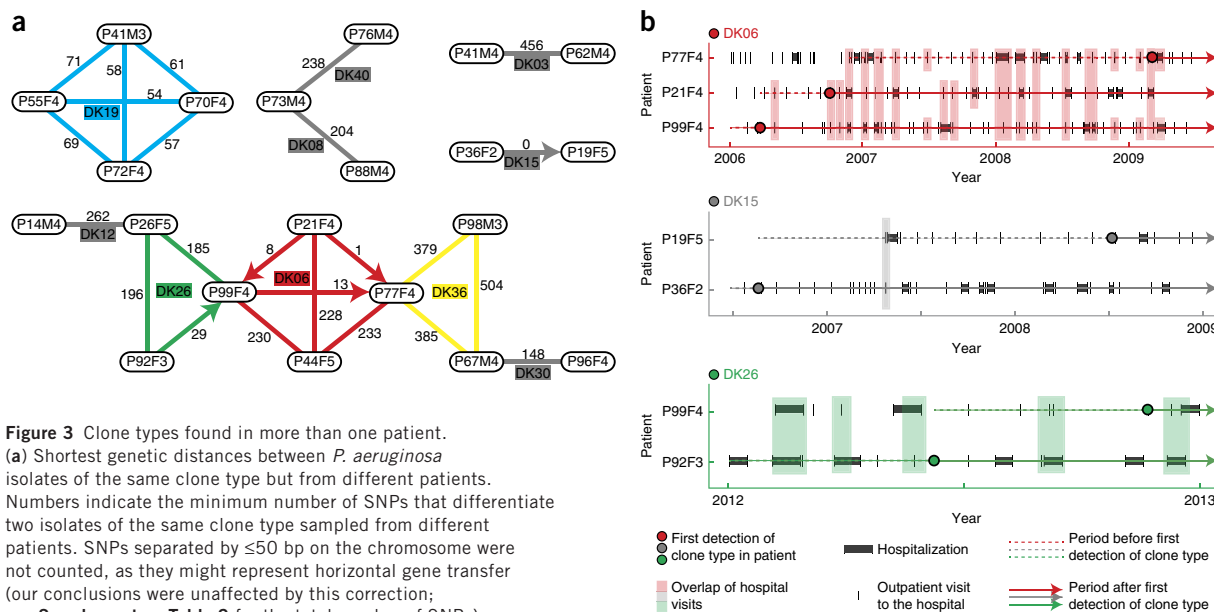 a
P41M3
71
58
61
P55F4
54
P70F4
DK19
69
57
P72F4
P76M4
238
DK40
P73M4
204
DK08
P88M4
P41M4
456
P62M4
DK03
P36F2
0
P19F5
DK15
P14M4
262
P26F5
DK12
185
196
DK26
P99F4
29
P92F3
P21F4
8
1
DK06
13
P77F4
228
230
233
P44F5
P98M3
379
DK36
504
385
P67M4
148
P96F4
DK30
Figure 3 Clone types found in more than one patient.
(a) Shortest genetic distances between P. aeruginosa
isolates of the same clone type but from different patients.
Numbers indicate the minimum number of SNPs that differentiate
two isolates of the same clone type sampled from different
patients. SNPs separated by ≤50 bp on the chromosome were
not counted, as they might represent horizontal gene transfer
(our conclusions were unaffected by this correction;
b
DK06
Patient
P77F4
P21F4
P99F4
2006 2007 2008 2009
Year
DK15
Patient
P19F5
P36F2
2007 2008 2009
Year
DK26
Patient
P99F4
P92F3
2012 2013
Year
First detection of
clone type in patient
Hospitalization
Period before first
detection of clone type
Overlap of hospital
visits
Outpatient visit
to the hospital
Period after first
detection of clone type